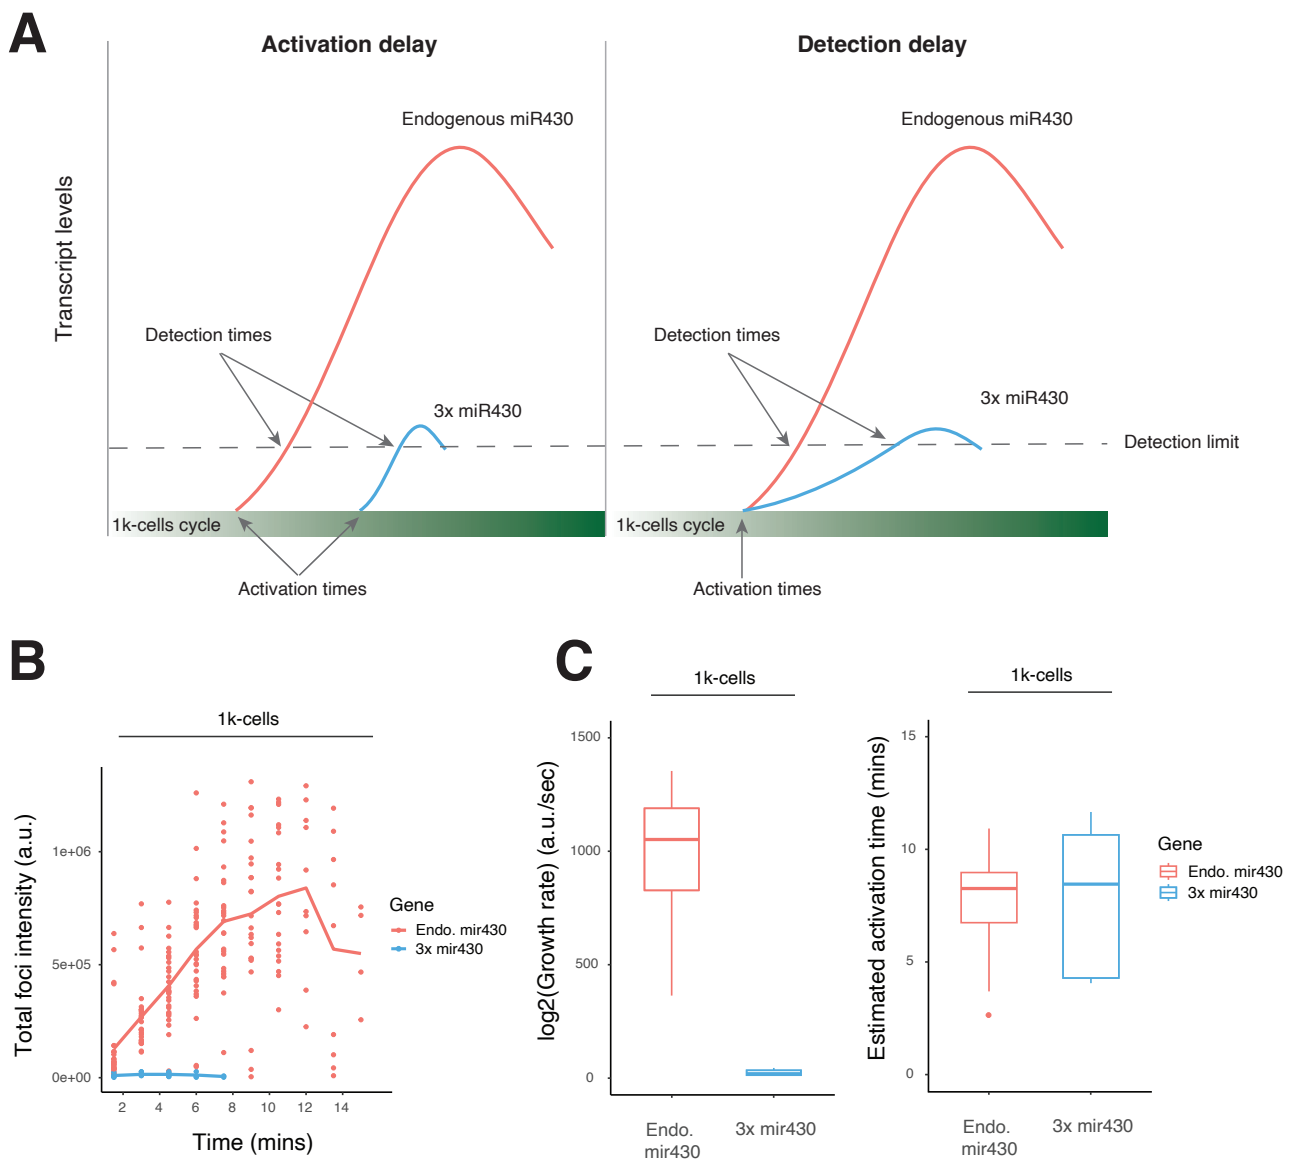 A
Activation delay
Detection delay
Transcript levels
Endogenous miR430
Endogenous miR430
Detection times
Detection times
3x miR430
3x miR430
Detection limit
1k-cells cycle
1k-cells cycle
Activation times
Activation times
B
1k-cells
Total foci intensity (a.u.)
1e+06
5e+05
0e+00
2 4 6 8 10 12 14
Time (mins)
Gene
Endo. mir430
3x mir430
C
1k-cells
log2(Growth rate) (a.u./sec)
1500
1000
500
0
Endo.
mir430
3x mir430
1k-cells
Estimated activation time (mins)
15
10
5
0
Endo.
mir430
3x mir430
Gene
Endo. mir430
3x mir430